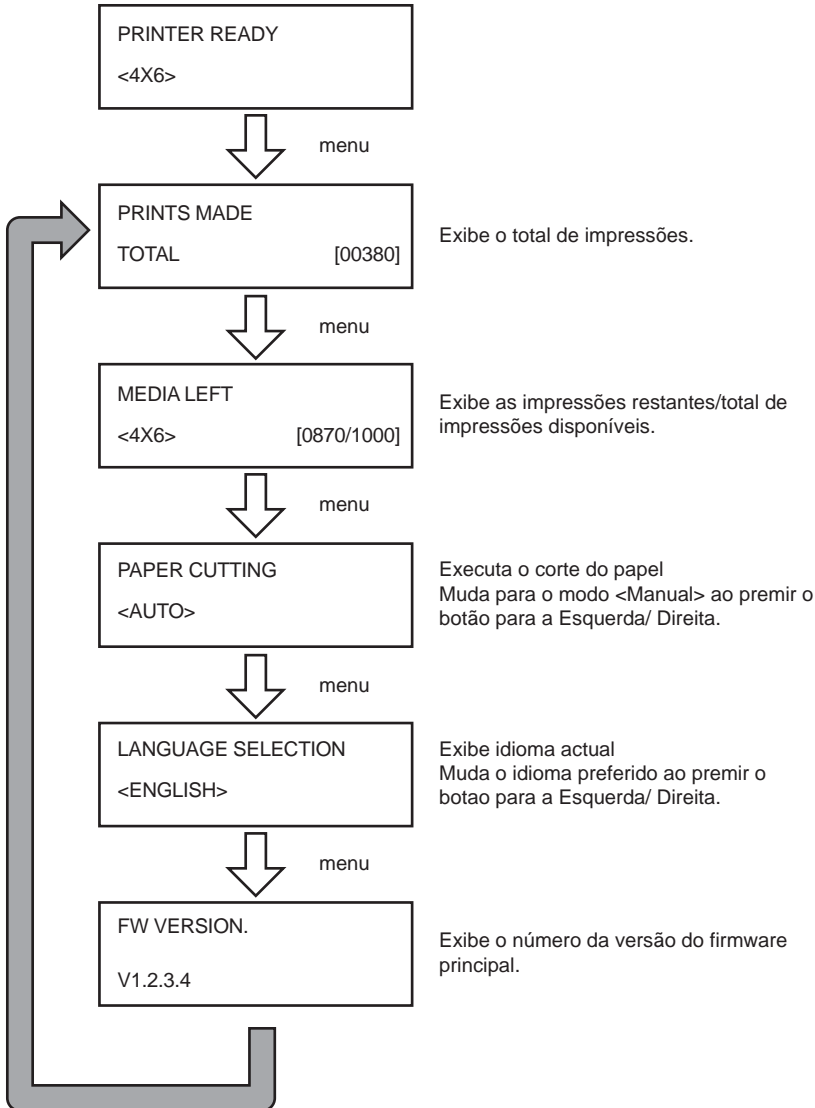 PRINTER READY
<4X6>
menu
PRINTS MADE
TOTAL [00380]
Exibe o total de impressões.
menu
MEDIA LEFT
<4X6> [0870/1000]
Exibe as impressões restantes/total de
impressões disponíveis.
menu
PAPER CUTTING
<AUTO>
Executa o corte do papel
Muda para o modo <Manual> ao premir o
botão para a Esquerda/ Direita.
menu
LANGUAGE SELECTION
<ENGLISH>
Exibe idioma actual
Muda o idioma preferido ao premir o
botao para a Esquerda/ Direita.
menu
FW VERSION.
V1.2.3.4
Exibe o número da versão do firmware
principal.